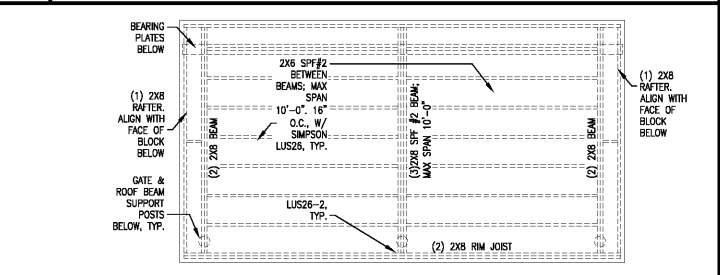 BEARING
PLATES
BELOW
(1) 2X8
RAFTER.
ALIGN WITH
FACE OF
BLOCK
BELOW
GATE &
ROOF BEAM
SUPPORT
POSTS
BELOW, TYP.
(2) 2X8 BEAM
2X6 SPF#2
BETWEEN
BEAMS; MAX
SPAN
10'-0". 16"
O.C., W/
SIMPSON
LUS26, TYP.
LUS26-2,
TYP.
(3)2X8 SPF #2 BEAM;
MAX SPAN 10'-0"
(2) 2X8 RIM JOIST
(2) 2X8 BEAM
(1) 2X8
RAFTER.
ALIGN WITH
FACE OF
BLOCK
BELOW